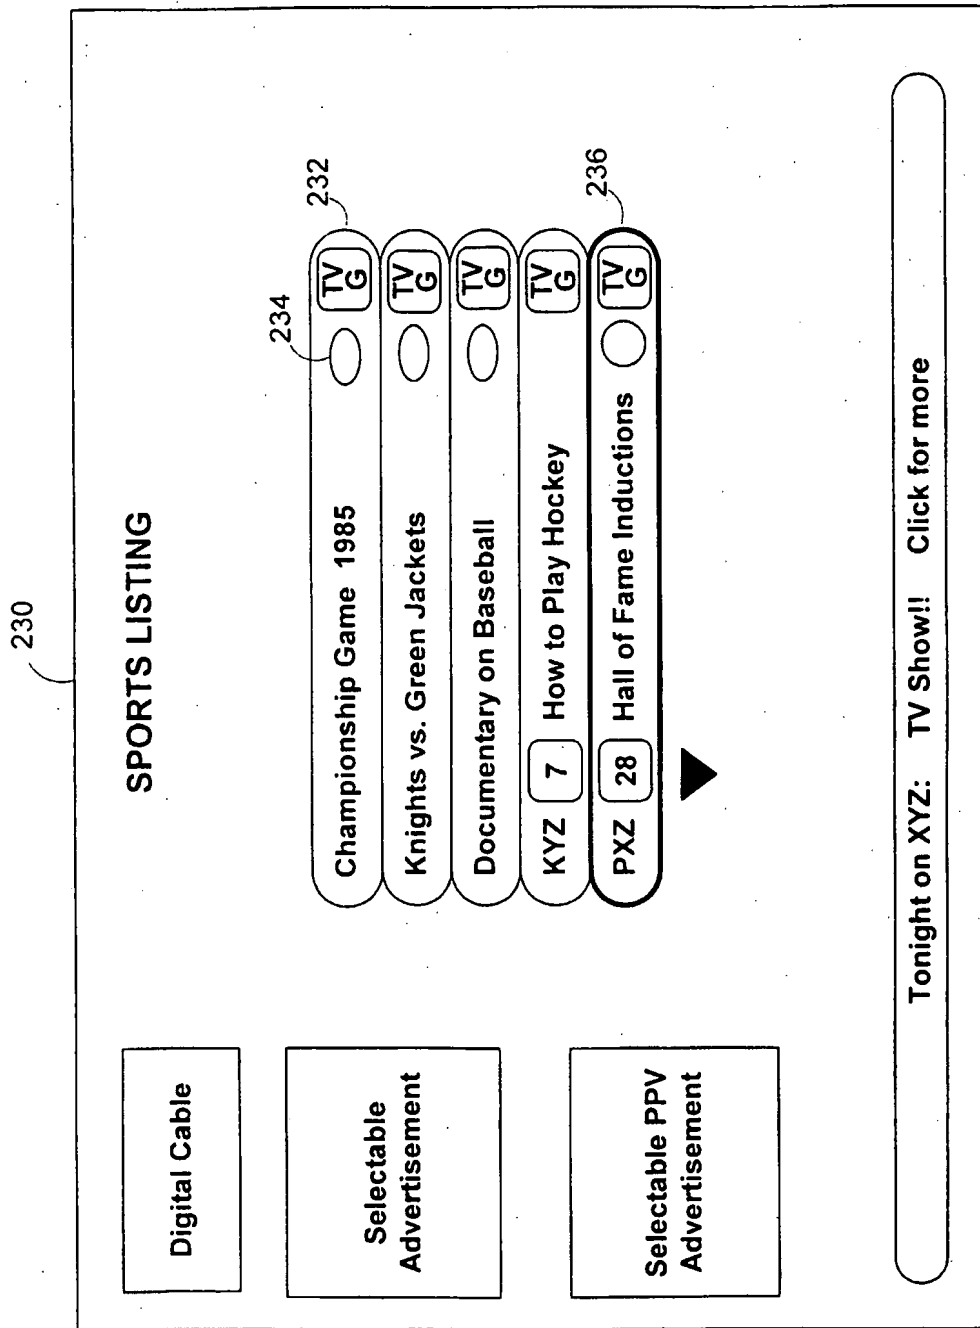 230
SPORTS LISTING
Digital Cable
Selectable
Advertisement
Selectable PPV
Advertisement
234
232
Championship Game 1985 TV G
Knights vs. Green Jackets TV G
Documentary on Baseball TV G
KYZ 7 How to Play Hockey TV G
236
PXZ 28 Hall of Fame Inductions TV G
Tonight on XYZ: TV Show!! Click for more